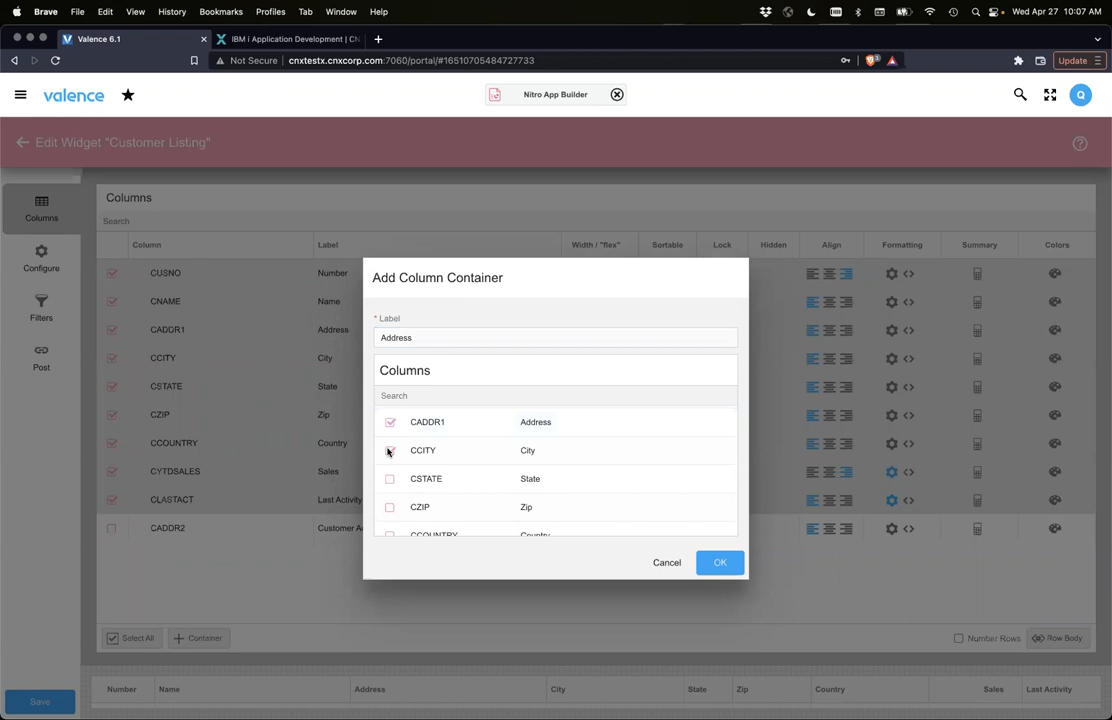 Brave File Edit View History Bookmarks Profiles Tab Window Help Wed Apr 27 10:07 AM
Valence 6.1 IBM i Application Development | CN
Not Secure cnxtestx.cnxcorp.com:7060/portal/#16510705484727733 Update
valence Nitro App Builder Q
Edit Widget "Customer Listing"
Columns
Configure
Filters
Post
Save
Columns
Search
Column Label Width / "flex" Sortable Lock Hidden Align Formatting Summary Colors
CUSNO Number
CNAME Name
CADDR1 Address
CCITY City
CSTATE State
CZIP Zip
CCOUNTRY Country
CYTDSALES Sales
CLASTACT Last Activity
CADDR2 Customer A
Add Column Container
* Label
Address
Columns
Search
CADDR1 Address
CCITY City
CSTATE State
CZIP Zip
CCOUNTRY Country
Cancel OK
Select All Container Number Rows Row Body
Number Name Address City State Zip Country Sales Last Activity